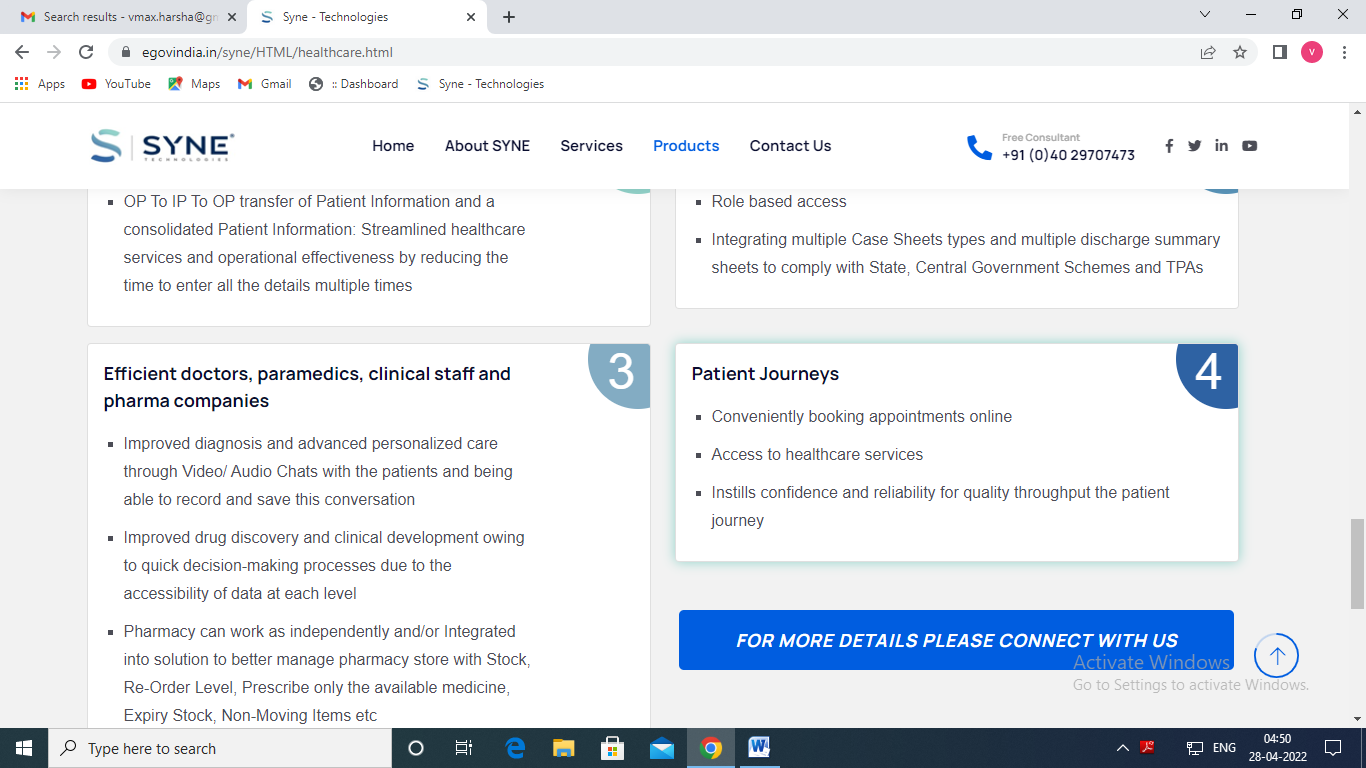 Search results - vmax.harsha@gm
Syne - Technologies
egovindia.in/syne/HTML/healthcare.html
V
Apps
YouTube
Maps
Gmail
:: Dashboard
Syne - Technologies
SYNE
TECHNOLOGIES
Home
About SYNE
Services
Products
Contact Us
Free Consultant
+91 (0)40 29707473
OP To IP To OP transfer of Patient Information and a
consolidated Patient Information: Streamlined healthcare
services and operational effectiveness by reducing the
time to enter all the details multiple times
Role based access
Integrating multiple Case Sheets types and multiple discharge summary
sheets to comply with State, Central Government Schemes and TPAs
3
Efficient doctors, paramedics, clinical staff and
pharma companies
Improved diagnosis and advanced personalized care
through Video/ Audio Chats with the patients and being
able to record and save this conversation
Improved drug discovery and clinical development owing
to quick decision-making processes due to the
accessibility of data at each level
Pharmacy can work as independently and/or Integrated
into solution to better manage pharmacy store with Stock,
Re-Order Level, Prescribe only the available medicine,
Expiry Stock, Non-Moving Items etc
4
Patient Journeys
Conveniently booking appointments online
Access to healthcare services
Instills confidence and reliability for quality throughput the patient
journey
FOR MORE DETAILS PLEASE CONNECT WITH US
Activate Windows
Go to Settings to activate Windows.
Type here to search
ENG
04:50
28-04-2022